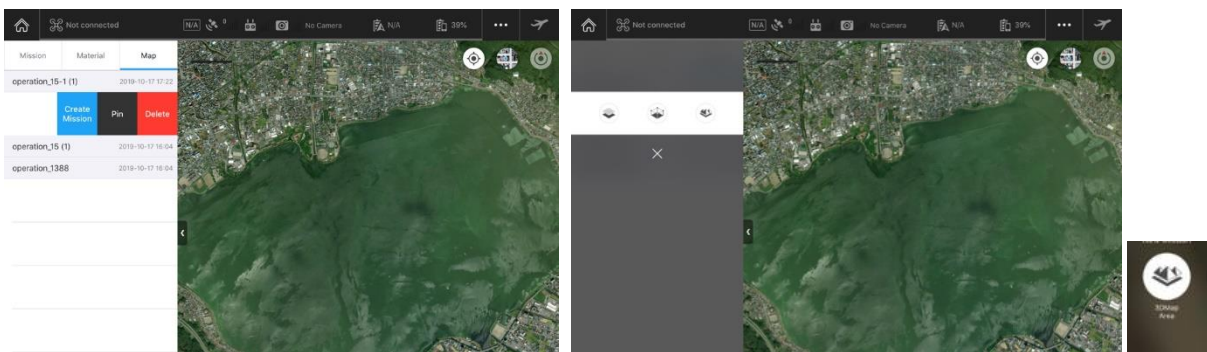 Not connected N/A 0 No Camera N/A 39%
Mission Material Map
operation_15-1 (1) 2019-10-17 17:22
Create
Mission
Pin
Delete
operation_15 (1) 2019-10-17 16:04
operation_1388 2019-10-17 16:04
Not connected N/A 0 No Camera N/A 39%
3DMap
Area